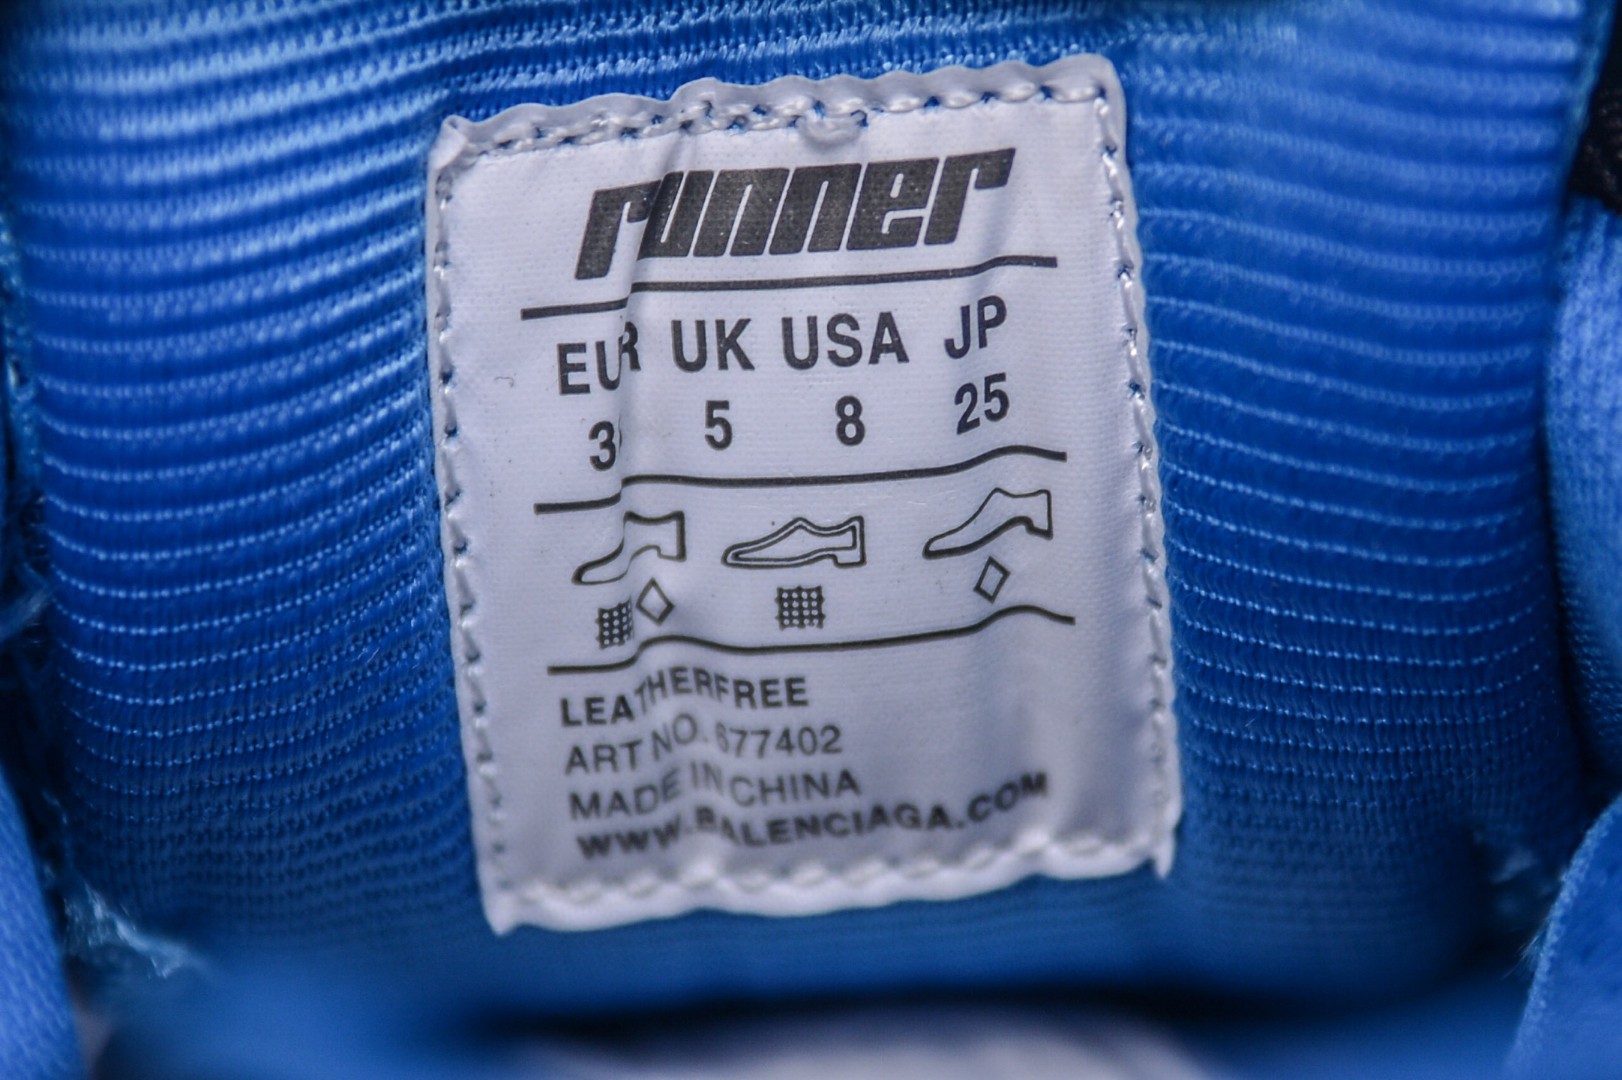 runner
EUR UK USA JP
5 8 25
LEATHERFREE
ART NO. 677402
MADE IN CHINA
WWW.BALENCIAGA.COM